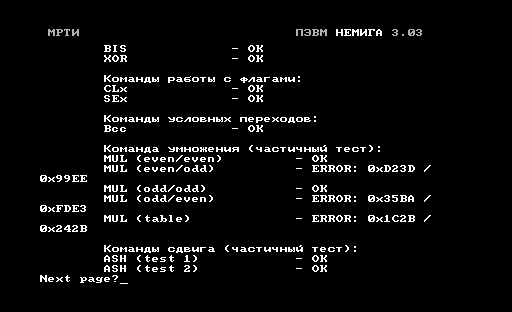 МРТИ ПЭВМ НЕМИГА 3.03
BIS - OK
XOR - OK
Команды работы с флагами:
CLx - OK
SEx - OK
Команды условных переходов:
Bcc - OK
Команда умножения (частичный тест):
MUL (even/even) - OK
MUL (even/odd) - ERROR: 0xD23D /
0x99EE
MUL (odd/odd) - OK
MUL (odd/even) - ERROR: 0x35BA /
0xFDE3
MUL (table) - ERROR: 0x1C2B /
0x242B
Команды сдвига (частичный тест):
ASH (test 1) - OK
ASH (test 2) - OK
Next page?_